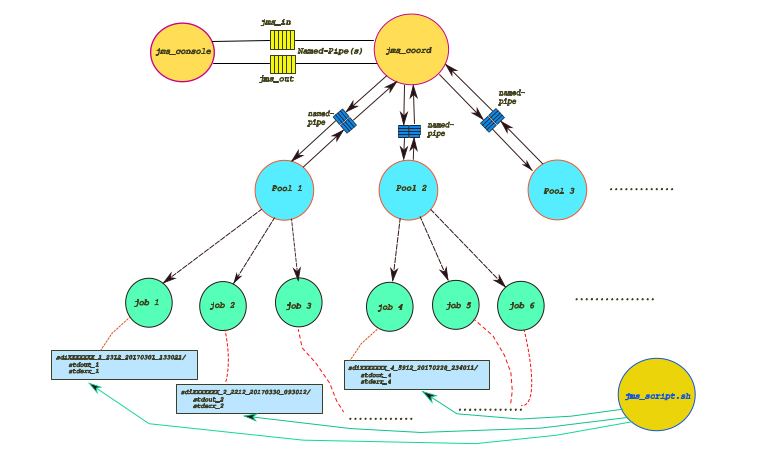 jms_in
jms_console
Named-Pipe(s)
jms_coord
jms_out
named-
pipe
named-
pipe
named-
pipe
Pool 1
Pool 2
Pool 3
.............
job 1
job 2
job 3
job 4
job 5
job 6
................
sdiXXXXXXX_1_2312_20170301_133021/
stdout_1
stderr_1
sdiXXXXXXX_2_2212_20170330_093012/
stdout_2
stderr_2
sdiXXXXXXX_4_5912_20170228_234011/
stdout_4
stderr_4
.............
.............
jms_script.sh